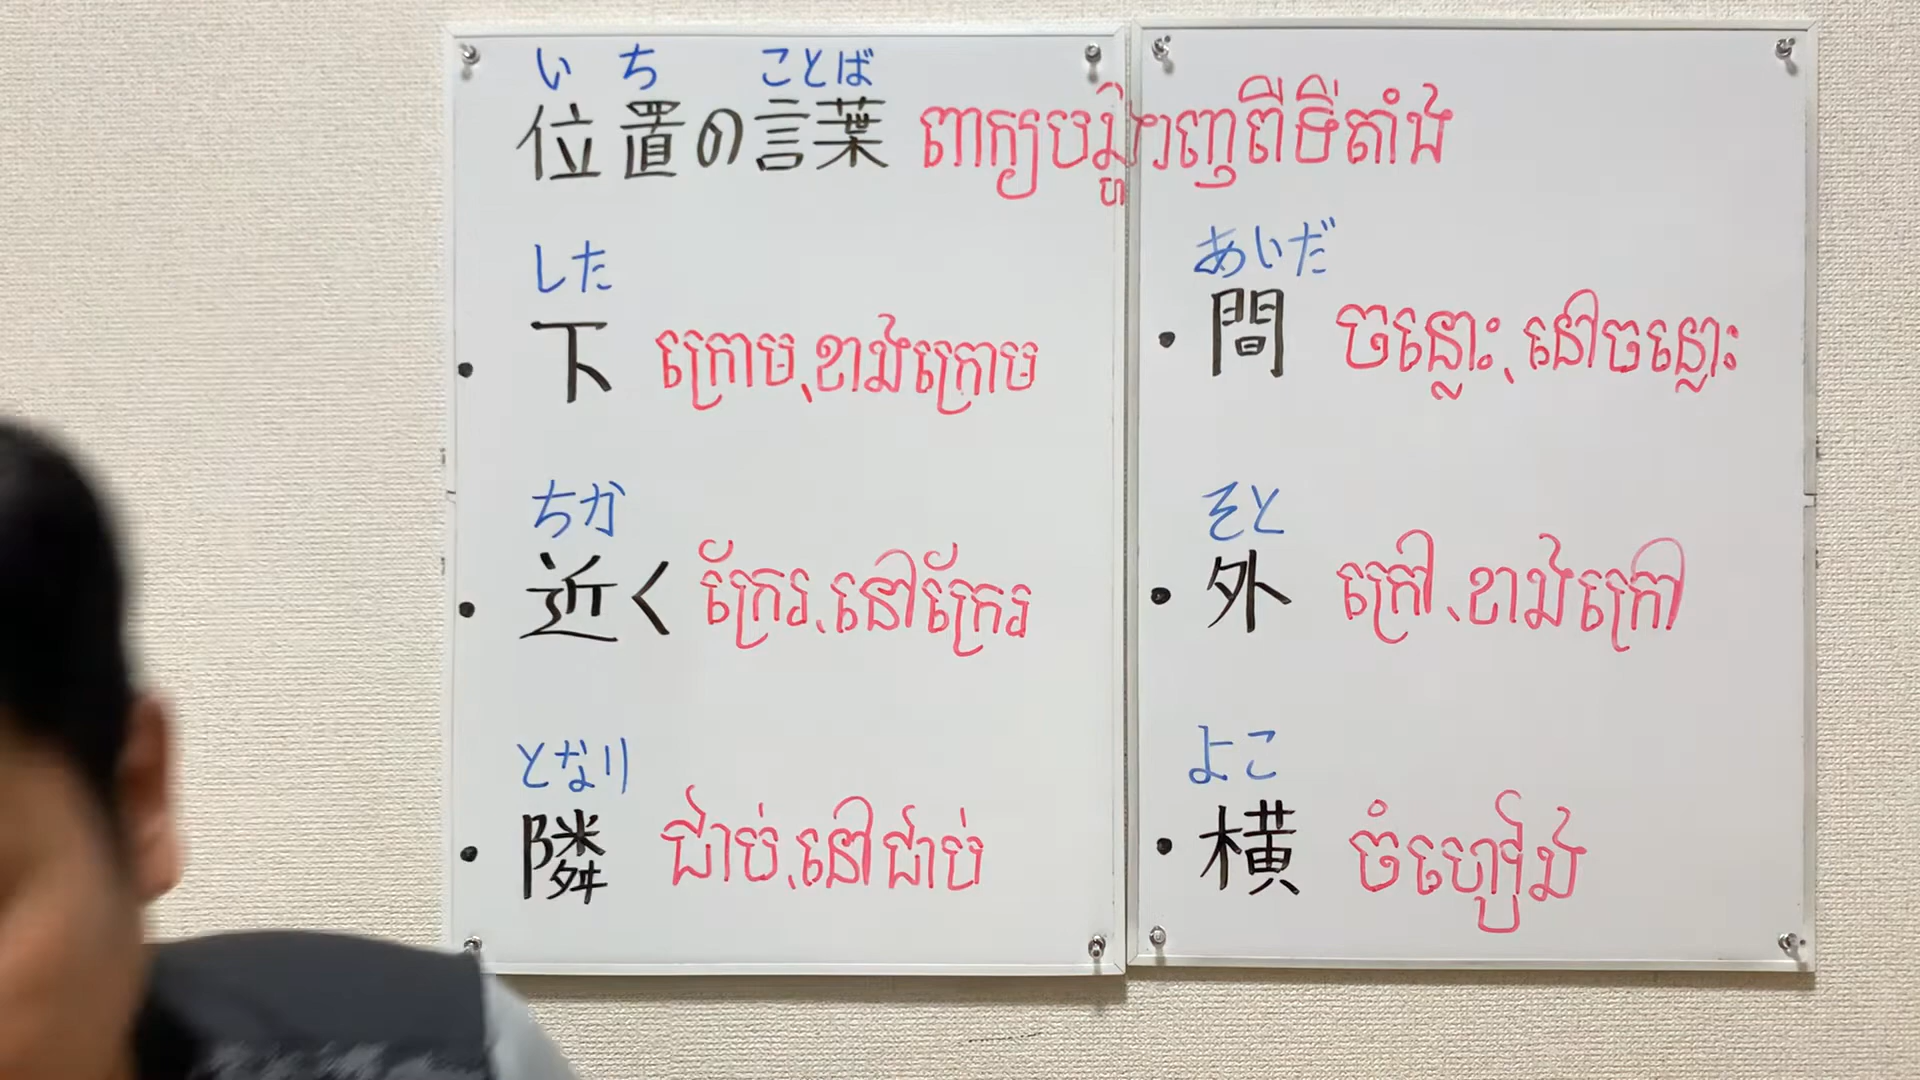 いち ことば
位置の言葉 ពាក្យបង្ហាញពីទីតាំង
した
・下 ក្រោម, ខាងក្រោម
ちか
・近く ក្បែរ, នៅក្បែរ
となり
・隣 ជាប់, នៅជាប់
あいだ
・間 ចន្លោះ, នៅចន្លោះ
そと
・外 ក្រៅ, ខាងក្រៅ
よこ
・横 ចំហៀង